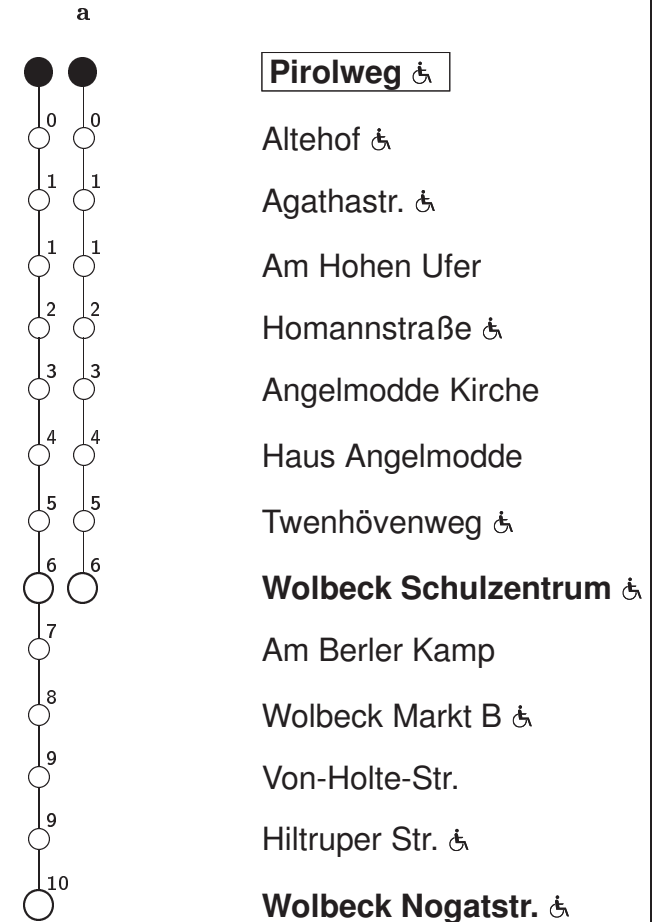 a
Pirolweg
0 0 Altehof
1 1 Agathastr.
1 1 Am Hohen Ufer
2 2 Homannstraße
3 3 Angelmodde Kirche
4 4 Haus Angelmodde
5 5 Twenhövenweg
6 6 Wolbeck Schulzentrum
7 Am Berler Kamp
8 Wolbeck Markt B
9 Von-Holte-Str.
9 Hiltruper Str.
10 Wolbeck Nogatstr.